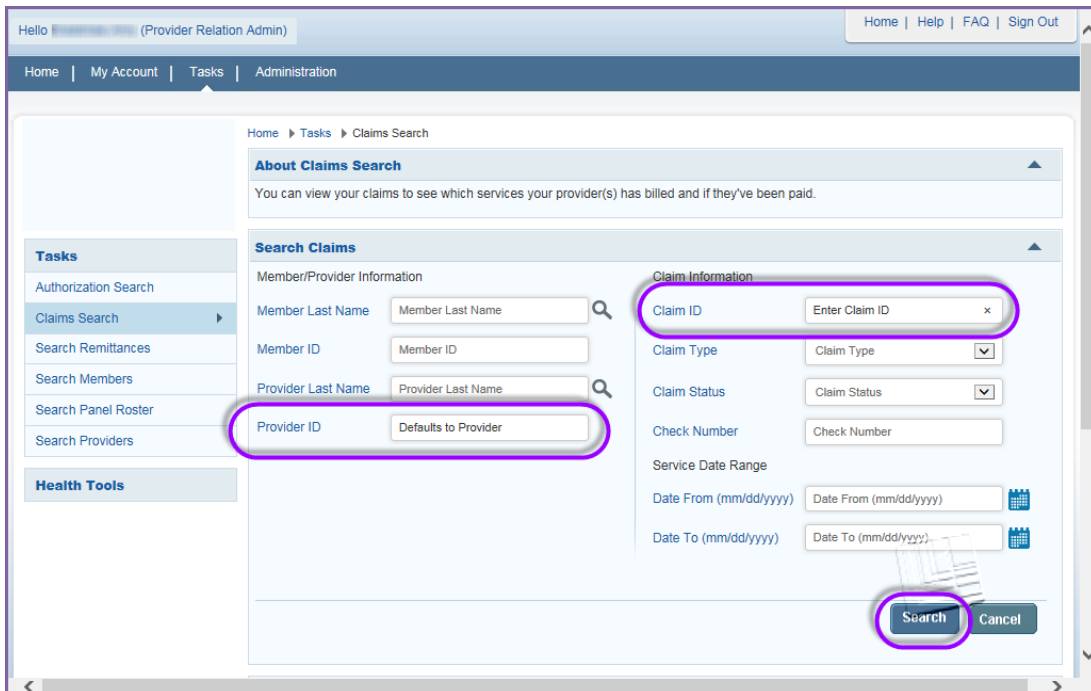 Hello (Provider Relation Admin)
Home | Help | FAQ | Sign Out
Home | My Account | Tasks | Administration
Home Tasks Claims Search
About Claims Search
You can view your claims to see which services your provider(s) has billed and if they've been paid.
Tasks
Authorization Search
Claims Search
Search Remittances
Search Members
Search Panel Roster
Search Providers
Health Tools
Search Claims
Member/Provider Information
Member Last Name Member Last Name
Member ID Member ID
Provider Last Name Provider Last Name
Provider ID Defaults to Provider
Claim Information
Claim ID Enter Claim ID ×
Claim Type Claim Type
Claim Status Claim Status
Check Number Check Number
Service Date Range
Date From (mm/dd/yyyy) Date From (mm/dd/yyyy)
Date To (mm/dd/yyyy) Date To (mm/dd/yyyy)
Search Cancel